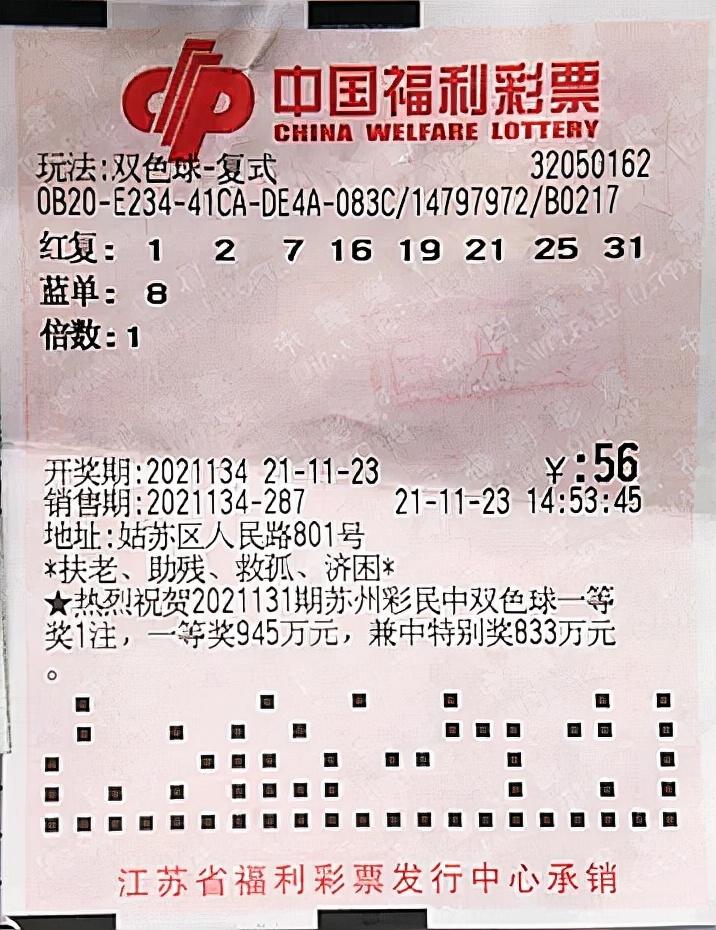 中国福利彩票
CHINA WELFARE LOTTERY
玩法:双色球-复式 32050162
0B20-E234-41CA-DE4A-083C/14797972/B0217
红复: 1 2 7 16 19 21 25 31
蓝单: 8
倍数:1
开奖期:2021134 21-11-23 ¥:56
销售期:2021134-287 21-11-23 14:53:45
地址:姑苏区人民路801号
*扶老、助残、救孤、济困*
★热烈祝贺2021131期苏州彩民中双色球一等
奖1注，一等奖945万元，兼中特别奖833万元
。
江苏省福利彩票发行中心承销